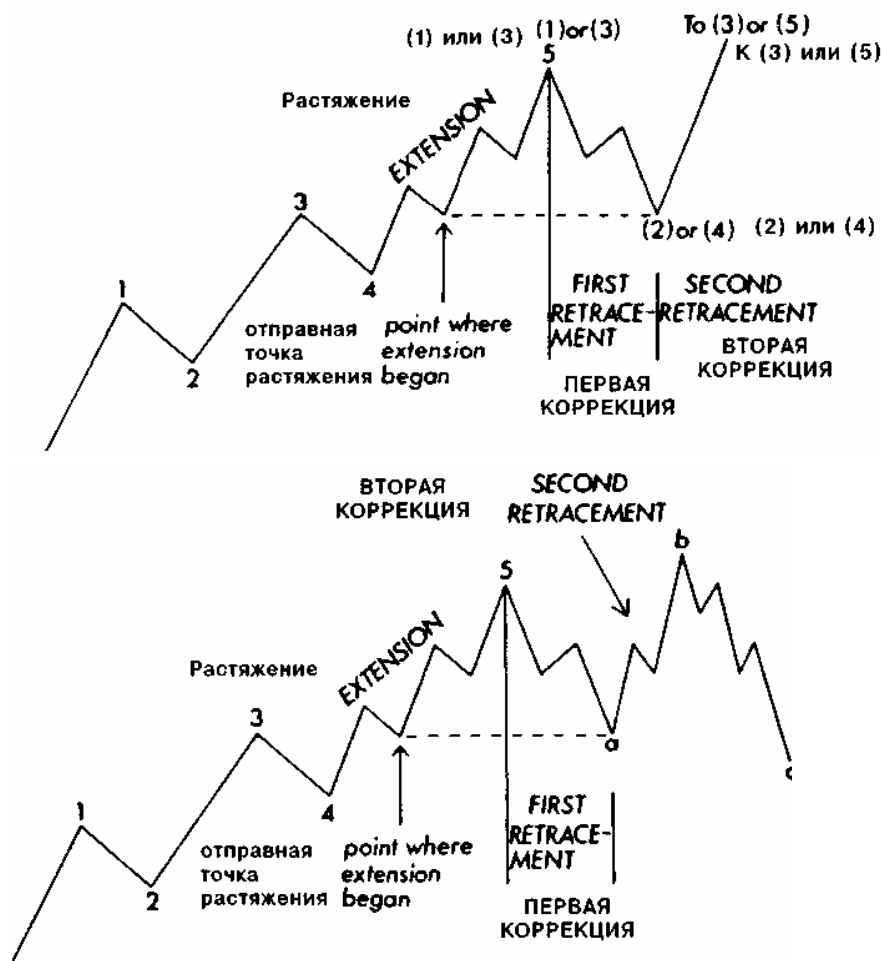 (1) или (3)
(1) or (3)
5
To (3) or (5)
К (3) или (5)
Растяжение
EXTENSION
3
4
1
2
(2) or (4)
(2) или (4)
отправная
точка
растяжения
point where
extension
began
FIRST
RETRACE-
MENT
SECOND
RETRACEMENT
ПЕРВАЯ
КОРРЕКЦИЯ
ВТОРАЯ
КОРРЕКЦИЯ
ВТОРАЯ
КОРРЕКЦИЯ
SECOND
RETRACEMENT
b
5
EXTENSION
Растяжение
3
a
4
1
2
отправная
точка
растяжения
point where
extension
began
FIRST
RETRACE-
MENT
ПЕРВАЯ
КОРРЕКЦИЯ